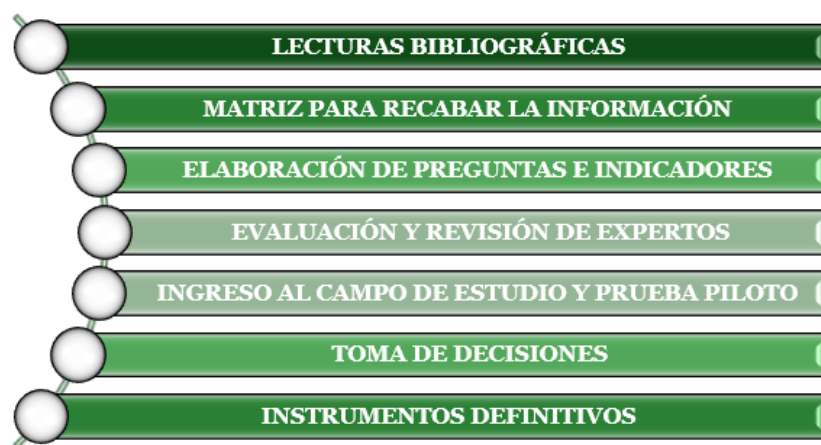 LECTURAS BIBLIOGRÁFICAS
MATRIZ PARA RECABAR LA INFORMACIÓN
ELABORACIÓN DE PREGUNTAS E INDICADORES
EVALUACIÓN Y REVISIÓN DE EXPERTOS
INGRESO AL CAMPO DE ESTUDIO Y PRUEBA PILOTO
TOMA DE DECISIONES
INSTRUMENTOS DEFINITIVOS